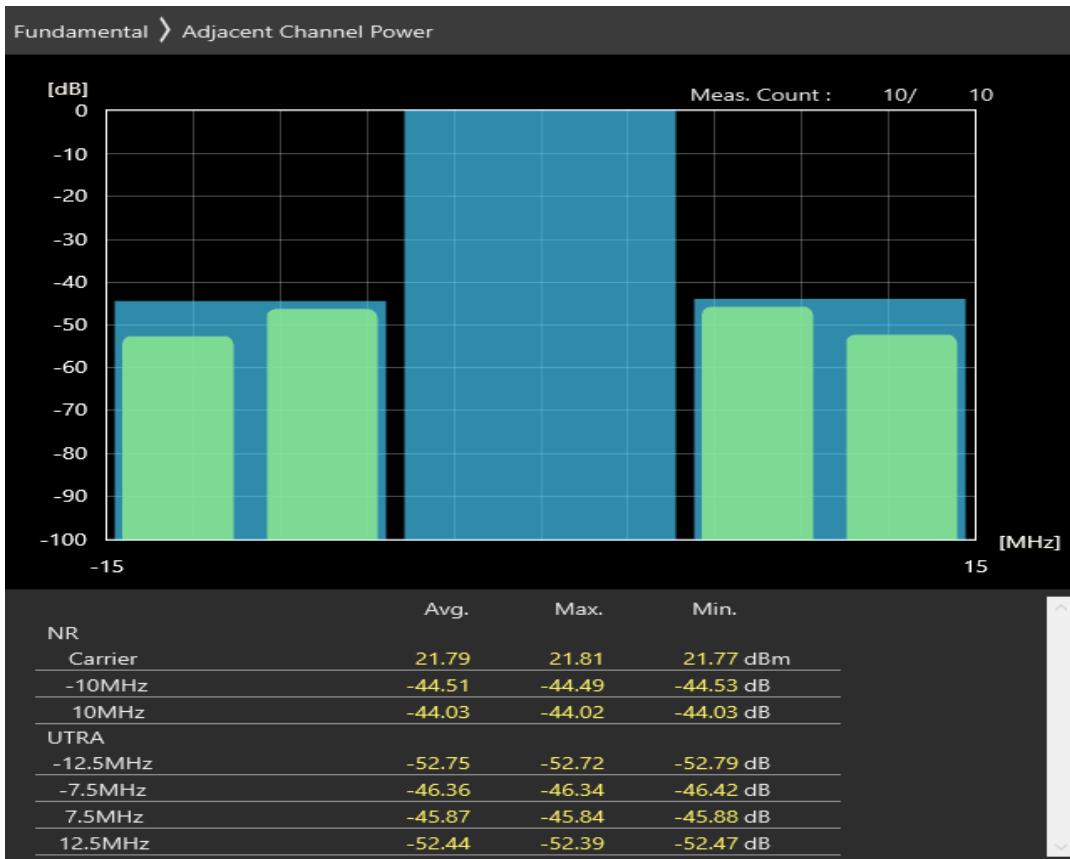 Fundamental 〉 Adjacent Channel Power
[dB]
Meas. Count : 10/ 10
0
-10
-20
-30
-40
-50
-60
-70
-80
-90
-100
[MHz]
-15 15
Avg. Max. Min.
NR
Carrier 21.79 21.81 21.77 dBm
-10MHz -44.51 -44.49 -44.53 dB
10MHz -44.03 -44.02 -44.03 dB
UTRA
-12.5MHz -52.75 -52.72 -52.79 dB
-7.5MHz -46.36 -46.34 -46.42 dB
7.5MHz -45.87 -45.84 -45.88 dB
12.5MHz -52.44 -52.39 -52.47 dB